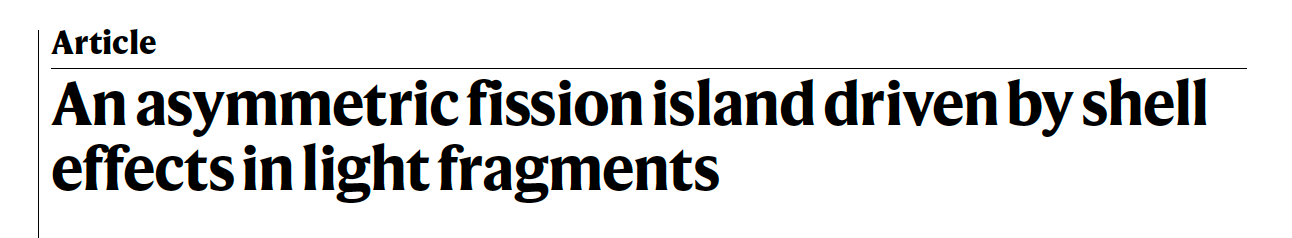 Article
An asymmetric fission island driven by shell
effects in light fragments